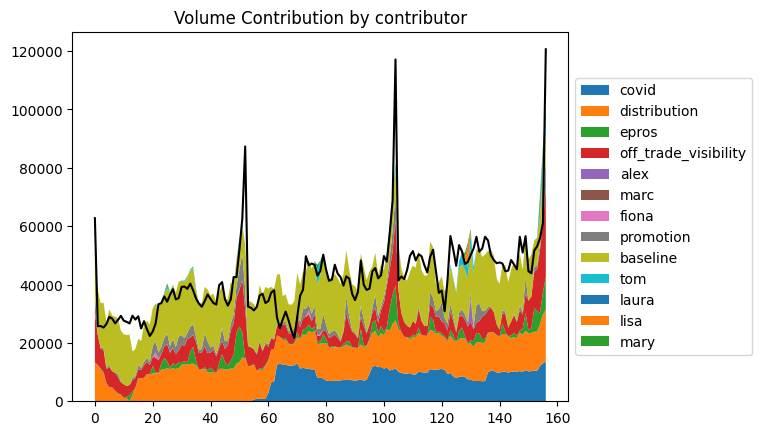 Volume Contribution by contributor
120000
100000
80000
60000
40000
20000
0
0 20 40 60 80 100 120 140 160
covid
distribution
epros
off_trade_visibility
alex
marc
fiona
promotion
baseline
tom
laura
lisa
mary